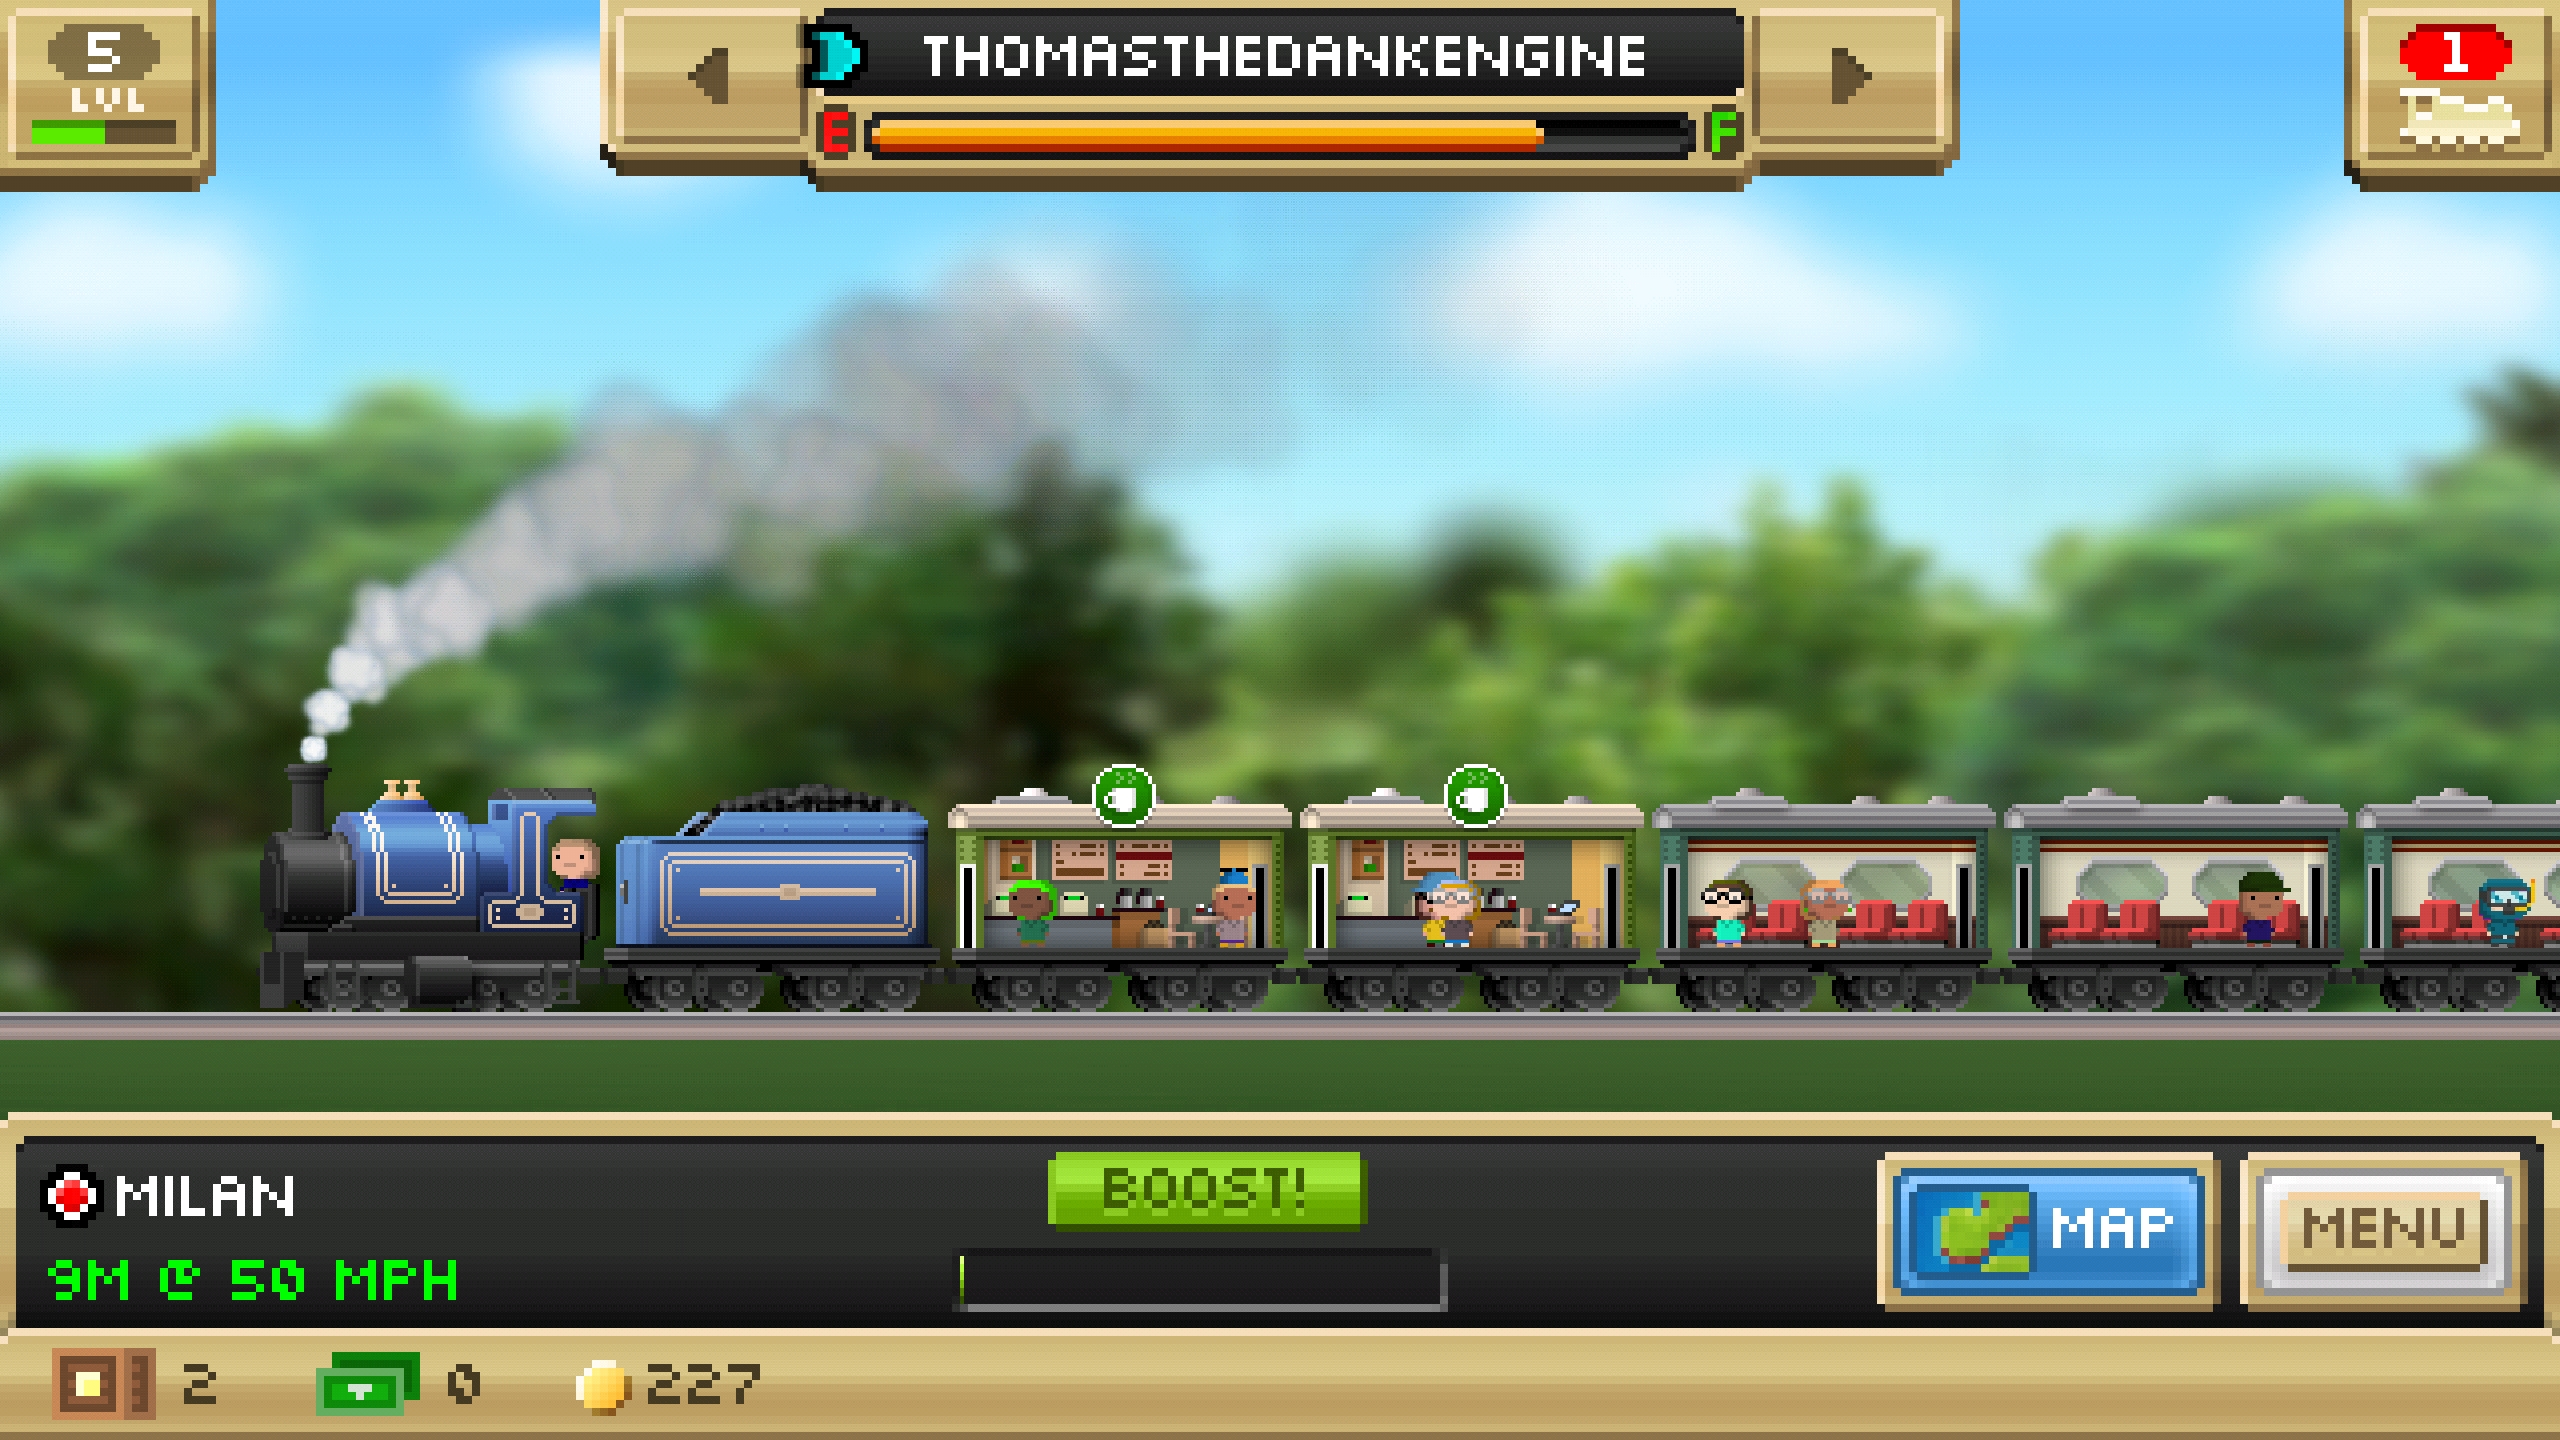 5
LVL
THOMASTHEDANKENGINE
E F
1
MILAN
9M @ 50 MPH
BOOST!
MAP
MENU
2 0 227